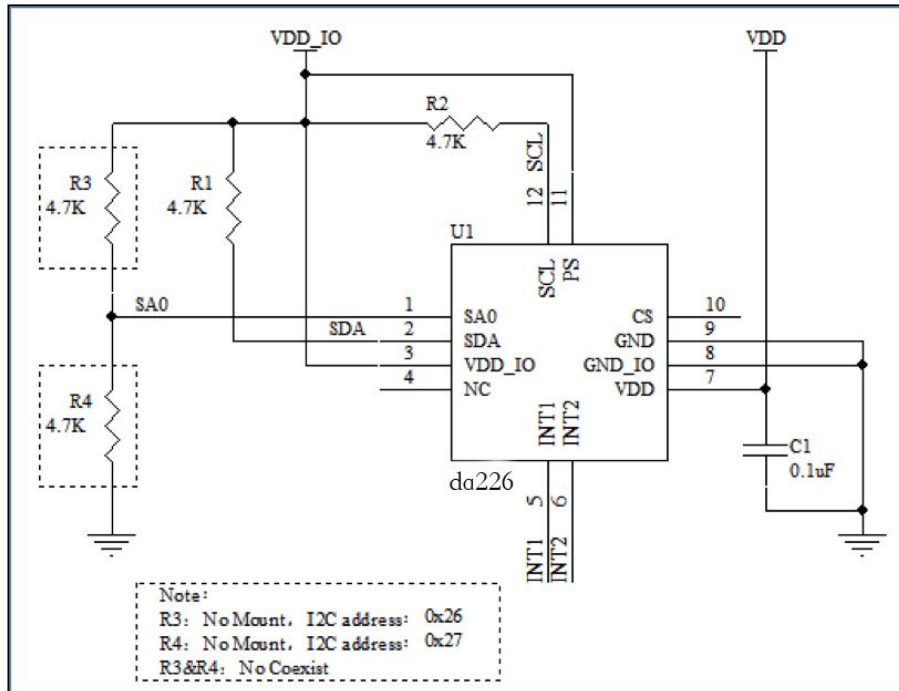 VDD_IO
VDD
R2
4.7K
SCL
12
11
R3
4.7K
R1
4.7K
U1
SCL
PS
SA0
1
SA0
CS
10
SDA
2
SDA
GND
9
3
VDD_IO
GND_IO
8
4
NC
VDD
7
R4
4.7K
INT1
INT2
C1
0.1uF
da226
5
6
INT1
INT2
Note:
R3: No Mount, I2C address: 0x26
R4: No Mount, I2C address: 0x27
R3&R4: No Coexist